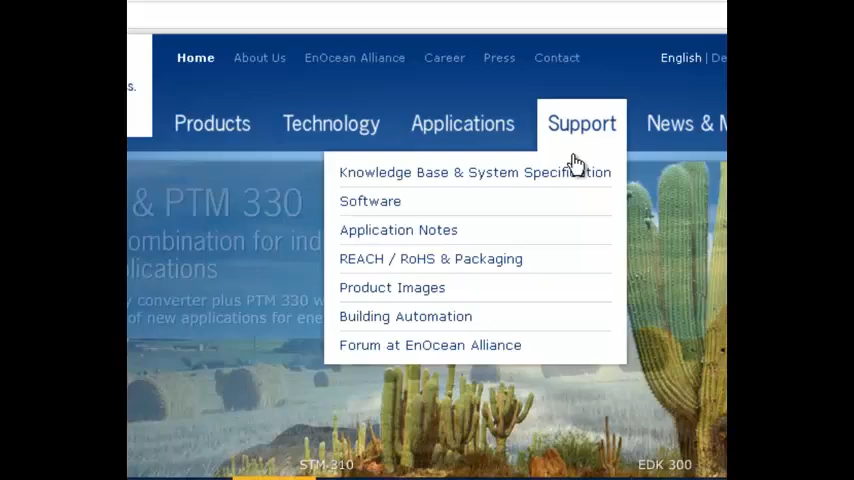 s.
Home About Us EnOcean Alliance Career Press Contact English | De
Products Technology Applications Support News & M
Knowledge Base & System Specification
Software
Application Notes
REACH / RoHS & Packaging
Product Images
Building Automation
Forum at EnOcean Alliance
& PTM 330
ombination for ind
lications
y converter plus PTM 330 w
of new applications for ene
STM 310 EDK 300